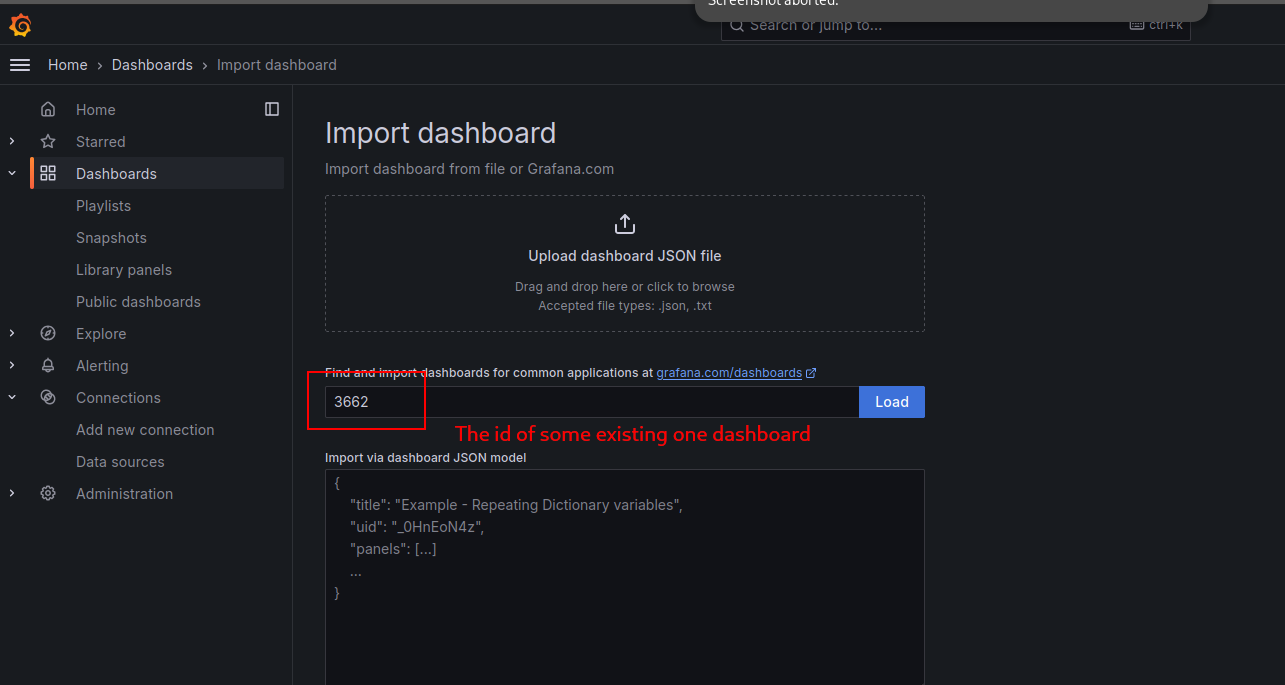 Screenshot aborted.
Search or jump to...
ctrl+k
Home › Dashboards › Import dashboard
Home
Starred
Dashboards
Playlists
Snapshots
Library panels
Public dashboards
Explore
Alerting
Connections
Add new connection
Data sources
Administration
Import dashboard
Import dashboard from file or Grafana.com
Upload dashboard JSON file
Drag and drop here or click to browse
Accepted file types: .json, .txt
Find and import dashboards for common applications at grafana.com/dashboards
3662
Load
The id of some existing one dashboard
Import via dashboard JSON model
{
"title": "Example - Repeating Dictionary variables",
"uid": "_0HnEoN4z",
"panels": [...]
...
}